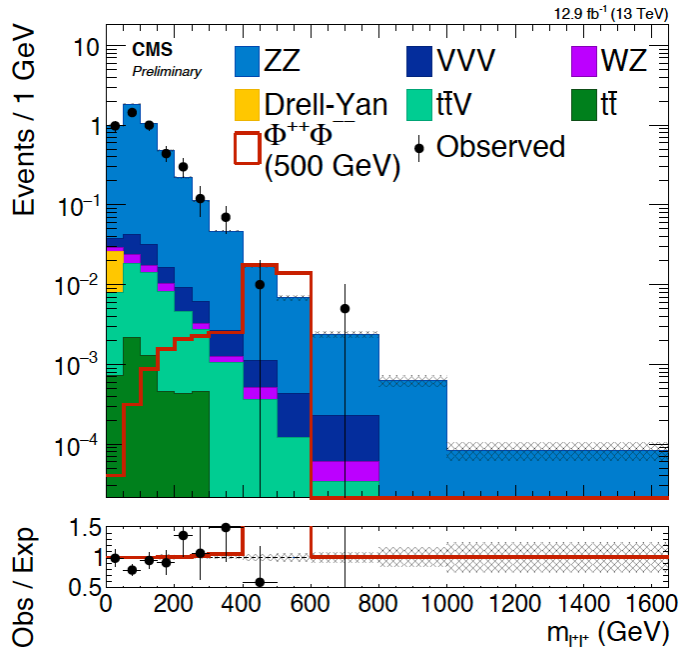 12.9 fb⁻¹ (13 TeV)
CMS
Preliminary
ZZ
VVV
WZ
Drell-Yan
tt̄V
tt̄
Φ⁺⁺Φ⁻⁻
(500 GeV)
Observed
Events / 1 GeV
10
1
10⁻¹
10⁻²
10⁻³
10⁻⁴
Obs / Exp
1.5
1
0.5
0 200 400 600 800 1000 1200 1400 1600
m_{l⁺l⁺} (GeV)